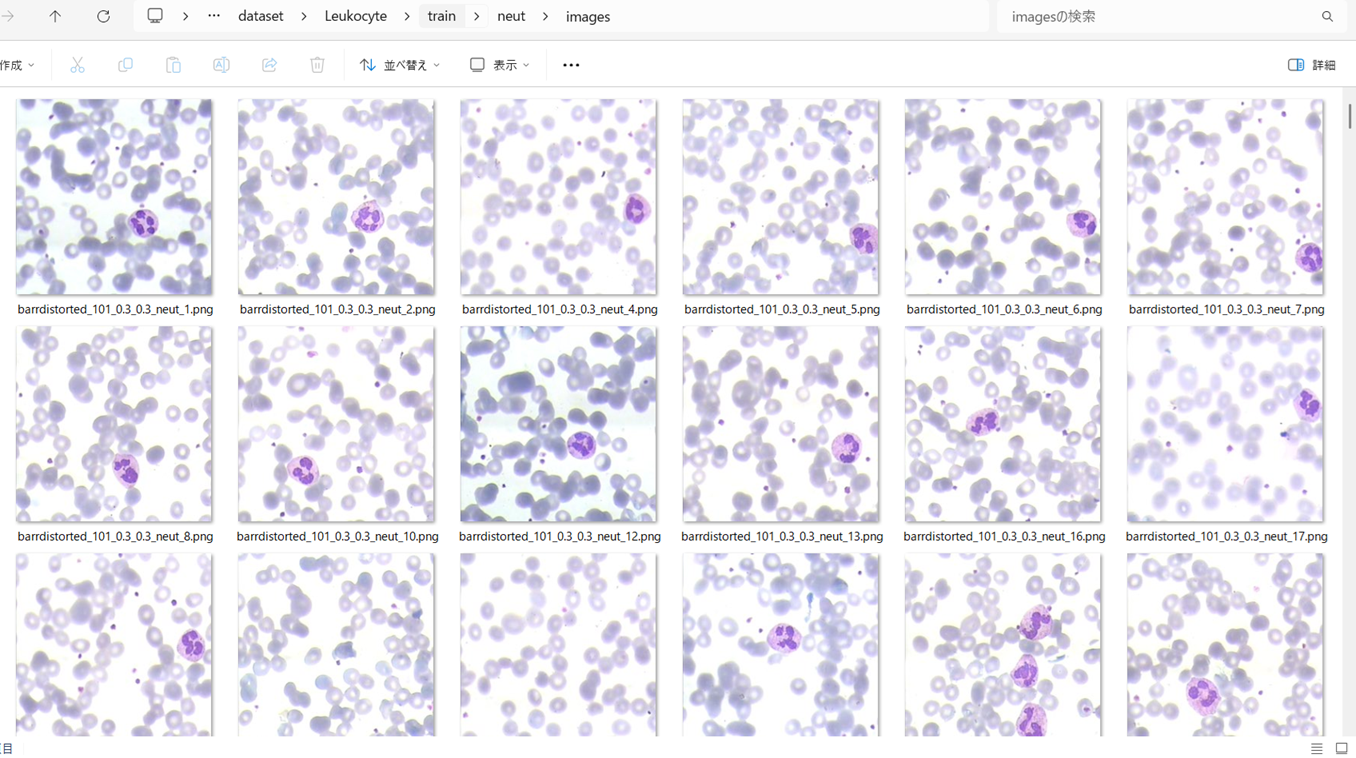 dataset > Leukocyte > train > neut > images
imagesの検索
作成
並べ替え
表示
詳細
barrdistorted_101_0.3_0.3_neut_1.png
barrdistorted_101_0.3_0.3_neut_2.png
barrdistorted_101_0.3_0.3_neut_4.png
barrdistorted_101_0.3_0.3_neut_5.png
barrdistorted_101_0.3_0.3_neut_6.png
barrdistorted_101_0.3_0.3_neut_7.png
barrdistorted_101_0.3_0.3_neut_8.png
barrdistorted_101_0.3_0.3_neut_10.png
barrdistorted_101_0.3_0.3_neut_12.png
barrdistorted_101_0.3_0.3_neut_13.png
barrdistorted_101_0.3_0.3_neut_16.png
barrdistorted_101_0.3_0.3_neut_17.png
目